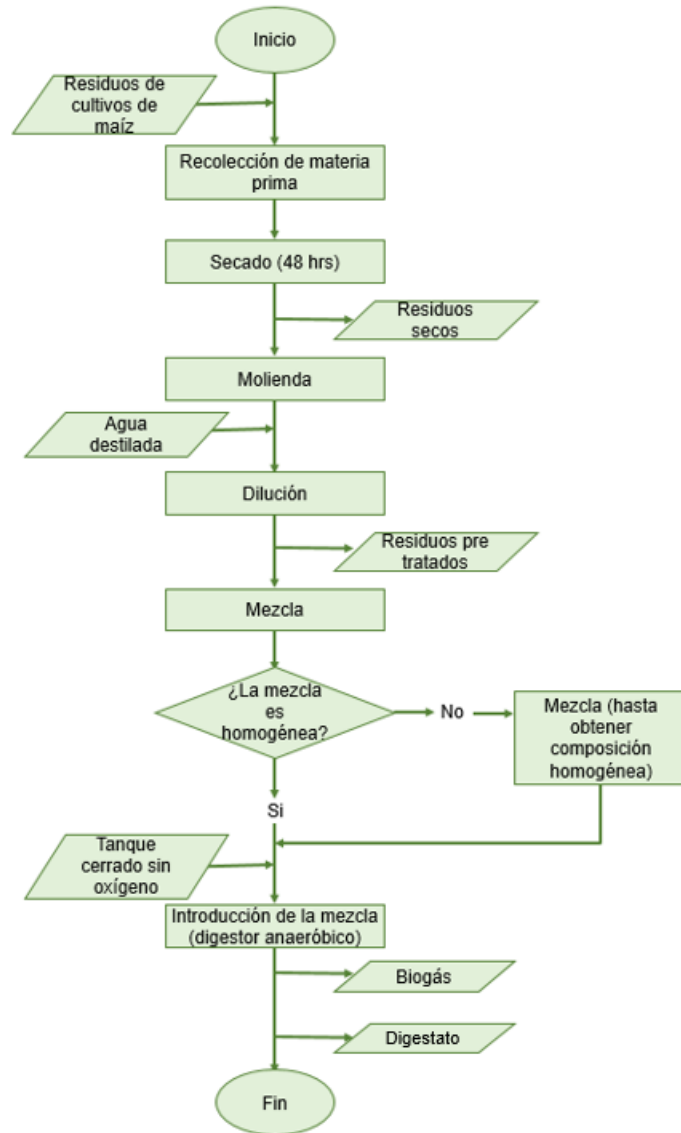 Inicio
Residuos de
cultivos de
maíz
Recolección de materia
prima
Secado (48 hrs)
Residuos
secos
Molienda
Agua
destilada
Dilución
Residuos pre
tratados
Mezcla
¿La mezcla
es
homogénea?
No
Mezcla (hasta
obtener
composición
homogénea)
Si
Tanque
cerrado sin
oxígeno
Introducción de la mezcla
(digestor anaeróbico)
Biogás
Digestato
Fin